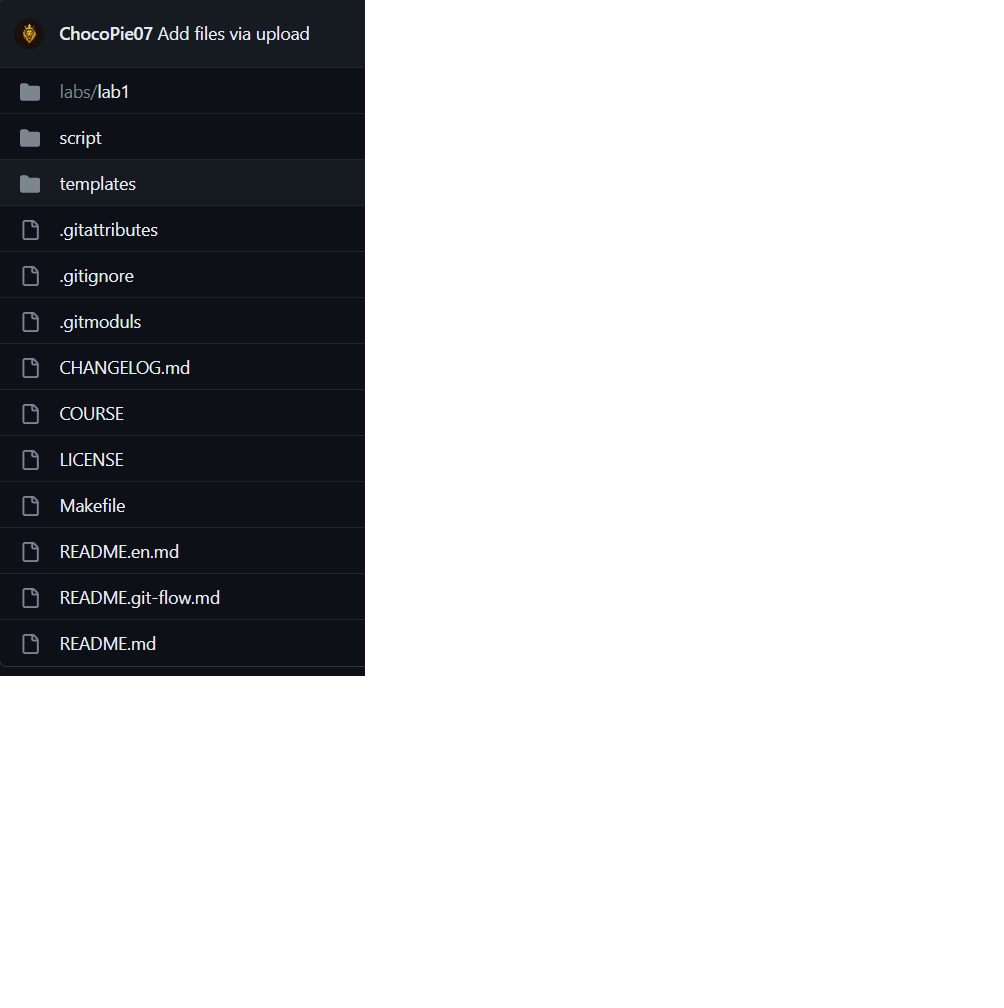 ChocoPie07 Add files via upload
labs/lab1
script
templates
.gitattributes
.gitignore
.gitmoduls
CHANGELOG.md
COURSE
LICENSE
Makefile
README.en.md
README.git-flow.md
README.md